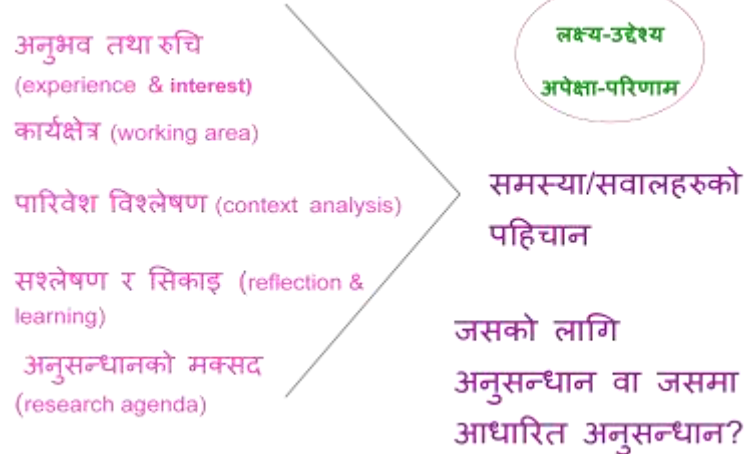 अनुभव तथा रुचि
(experience & interest)
कार्यक्षेत्र (working area)
पारिवेश विश्लेषण (context analysis)
सश्लेषण र सिकाइ (reflection &
learning)
अनुसन्धानको मक्सद
(research agenda)
लक्ष्य-उद्देश्य
अपेक्षा-परिणाम
समस्या/सवालहरुको
पहिचान
जसको लागि
अनुसन्धान वा जसमा
आधारित अनुसन्धान?